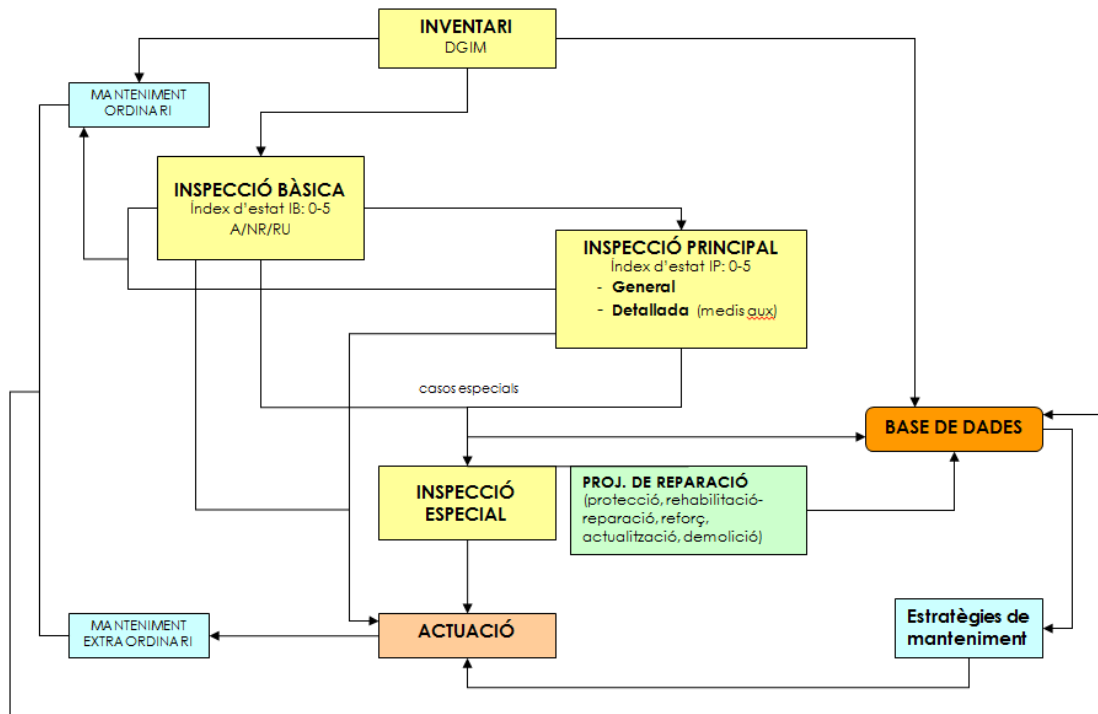 INVENTARI
DGIM
MANTENIMENT
ORDINARI
INSPECCIÓ BÀSICA
Índex d'estat IB: 0-5
A/NR/RU
INSPECCIÓ PRINCIPAL
Índex d'estat IP: 0-5
- General
- Detallada (medis aux)
casos especials
BASE DE DADES
INSPECCIÓ
ESPECIAL
PROJ. DE REPARACIÓ
(protecció, rehabilitació-
reparació, reforç,
actualització, demolició)
MANTENIMENT
EXTRA ORDINARI
ACTUACIÓ
Estratègies de
manteniment